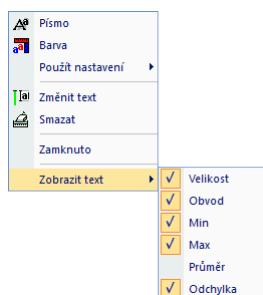 Písmo
Barva
Použít nastavení
Změnit text
Smazat
Zamknuto
Zobrazit text
Velikost
Obvod
Min
Max
Průměr
Odchylka